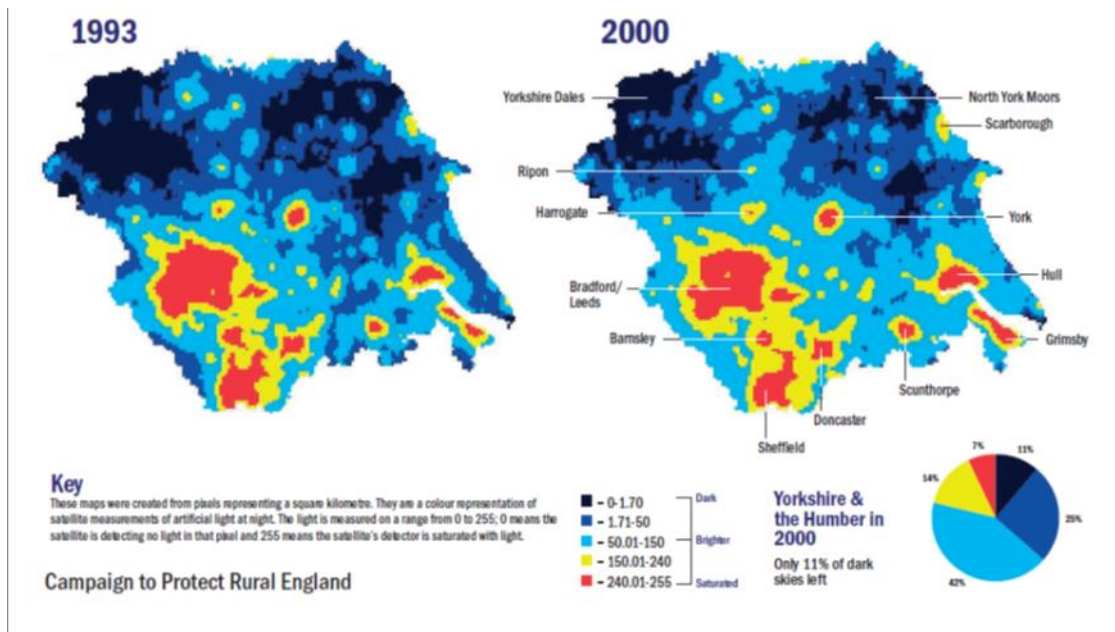 1993
2000
Yorkshire Dales
North York Moors
Scarborough
Ripon
Harrogate
York
Bradford/
Leeds
Hull
Barnsley
Grimsby
Scunthorpe
Doncaster
Sheffield
Key
These maps were created from pixels representing a square kilometre. They are a colour representation of
satellite measurements of artificial light at night. The light is measured on a range from 0 to 255; 0 means the
satellite is detecting no light in that pixel and 255 means the satellite's detector is saturated with light.
Campaign to Protect Rural England
– 0-1.70
Dark
– 1.71-50
– 50.01-150
Brighter
– 150.01-240
– 240.01-255
Saturated
Yorkshire &
the Humber in
2000
Only 11% of dark
skies left
7%
11%
14%
25%
42%